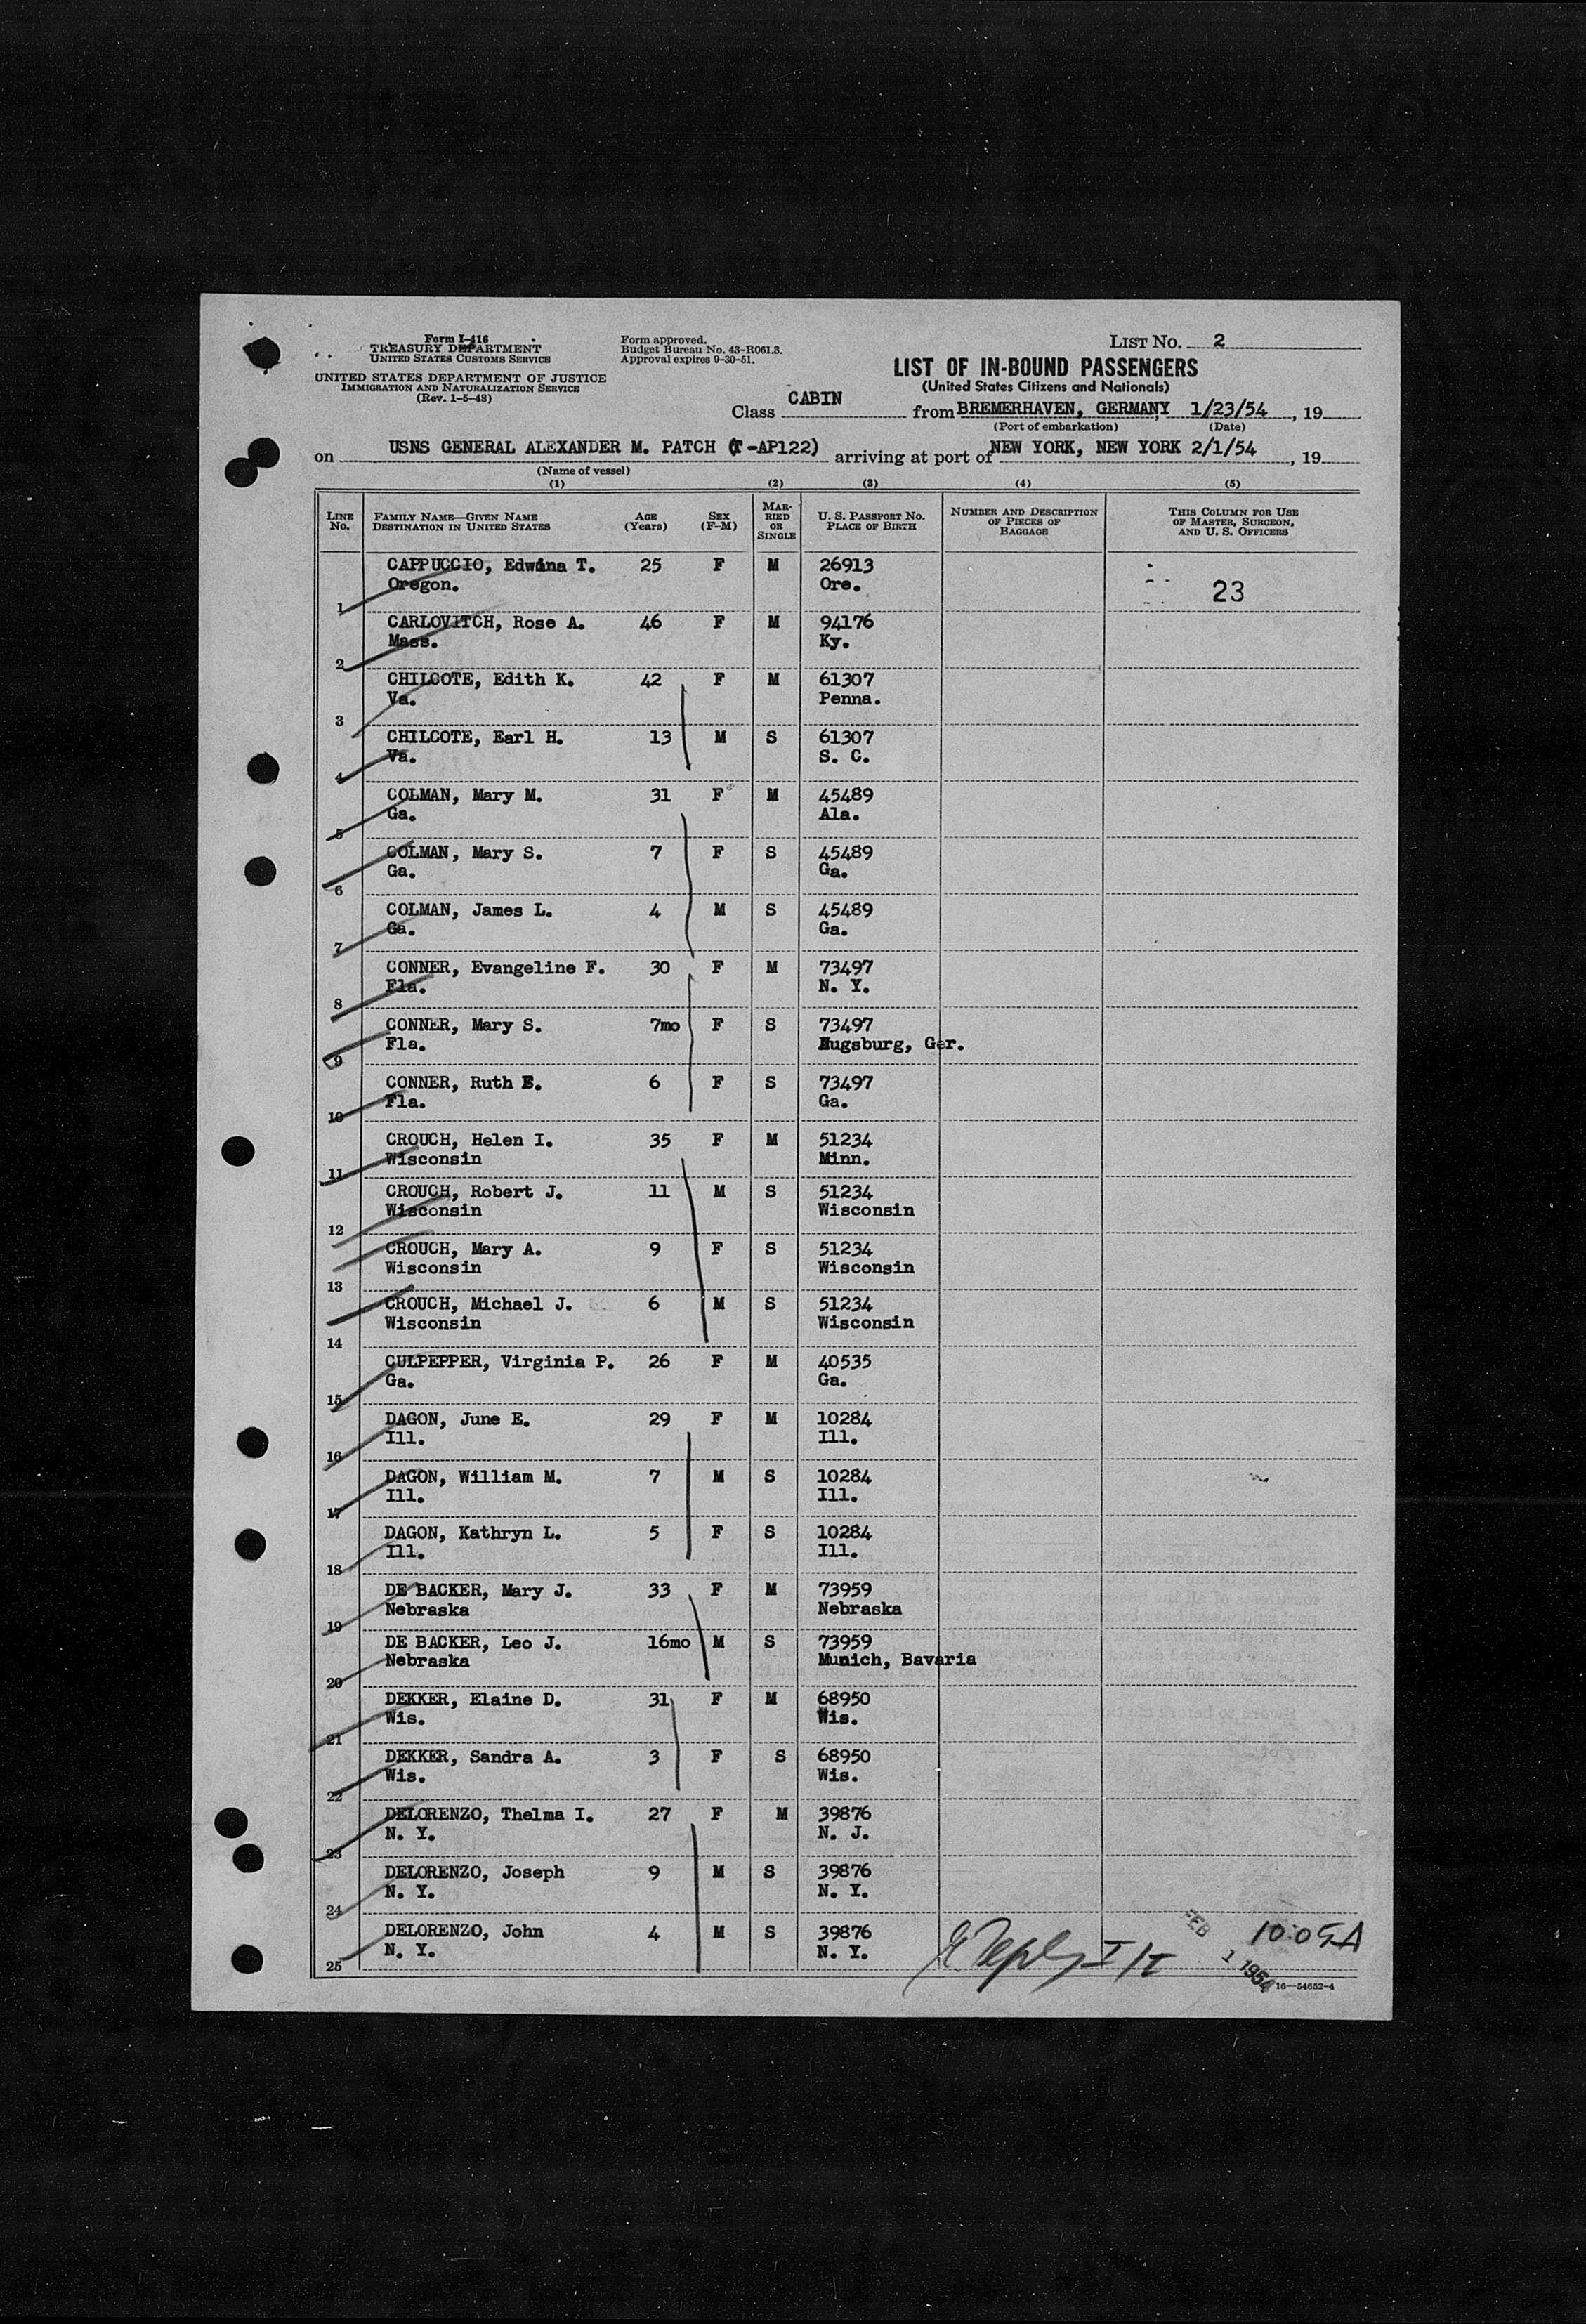 Form I-416
TREASURY DEPARTMENT
UNITED STATES CUSTOMS SERVICE
UNITED STATES DEPARTMENT OF JUSTICE
IMMIGRATION AND NATURALIZATION SERVICE
(Rev. 1-5-48)
Form approved.
Budget Bureau No. 43-R061.3.
Approval expires 9-30-51.
LIST NO. 2
LIST OF IN-BOUND PASSENGERS
(United States Citizens and Nationals)
Class CABIN from BREMERHAVEN, GERMANY 1/23/54, 19
(Port of embarkation) (Date)
on USNS GENERAL ALEXANDER M. PATCH (T-AP122) arriving at port of NEW YORK, NEW YORK 2/1/54, 19
(Name of vessel)
(1) (2) (3) (4) (5)
LINE NO. FAMILY NAME—GIVEN NAME DESTINATION IN UNITED STATES AGE (Years) SEX (F-M) MARRIED OR SINGLE U. S. PASSPORT NO. PLACE OF BIRTH NUMBER AND DESCRIPTION OF PIECES OF BAGGAGE THIS COLUMN FOR USE OF MASTER, SURGEON, AND U. S. OFFICERS
CAPPUCCIO, Edwina T. 25 F M 26913
Oregon. Ore. 23
1
CARLOVITCH, Rose A. 46 F M 94176
Mass. Ky.
2
CHILCOTE, Edith K. 42 F M 61307
Va. Penna.
3
CHILCOTE, Earl H. 13 M S 61307
Va. S. C.
4
COLMAN, Mary M. 31 F M 45489
Ga. Ala.
5
COLMAN, Mary S. 7 F S 45489
Ga. Ga.
6
COLMAN, James L. 4 M S 45489
Ga. Ga.
7
CONNER, Evangeline F. 30 F M 73497
Fla. N. Y.
8
CONNER, Mary S. 7mo F S 73497
Fla. Augsburg, Ger.
9
CONNER, Ruth E. 6 F S 73497
Fla. Ga.
10
CROUCH, Helen I. 35 F M 51234
Wisconsin Minn.
11
CROUCH, Robert J. 11 M S 51234
Wisconsin Wisconsin
12
CROUCH, Mary A. 9 F S 51234
Wisconsin Wisconsin
13
CROUCH, Michael J. 6 M S 51234
Wisconsin Wisconsin
14
CULPEPPER, Virginia P. 26 F M 40535
Ga. Ga.
15
DAGON, June E. 29 F M 10284
Ill. Ill.
16
DAGON, William M. 7 M S 10284
Ill. Ill.
17
DAGON, Kathryn L. 5 F S 10284
Ill. Ill.
18
DE BACKER, Mary J. 33 F M 73959
Nebraska Nebraska
19
DE BACKER, Leo J. 16mo M S 73959
Nebraska Munich, Bavaria
20
DEKKER, Elaine D. 31 F M 68950
Wis. Wis.
21
DEKKER, Sandra A. 3 F S 68950
Wis. Wis.
22
DELORENZO, Thelma I. 27 F M 39876
N. Y. N. J.
23
DELORENZO, Joseph 9 M S 39876
N. Y. N. Y.
24
DELORENZO, John 4 M S 39876
N. Y. N. Y.
25
10:05A
FEB 1 1954
16—54652-4